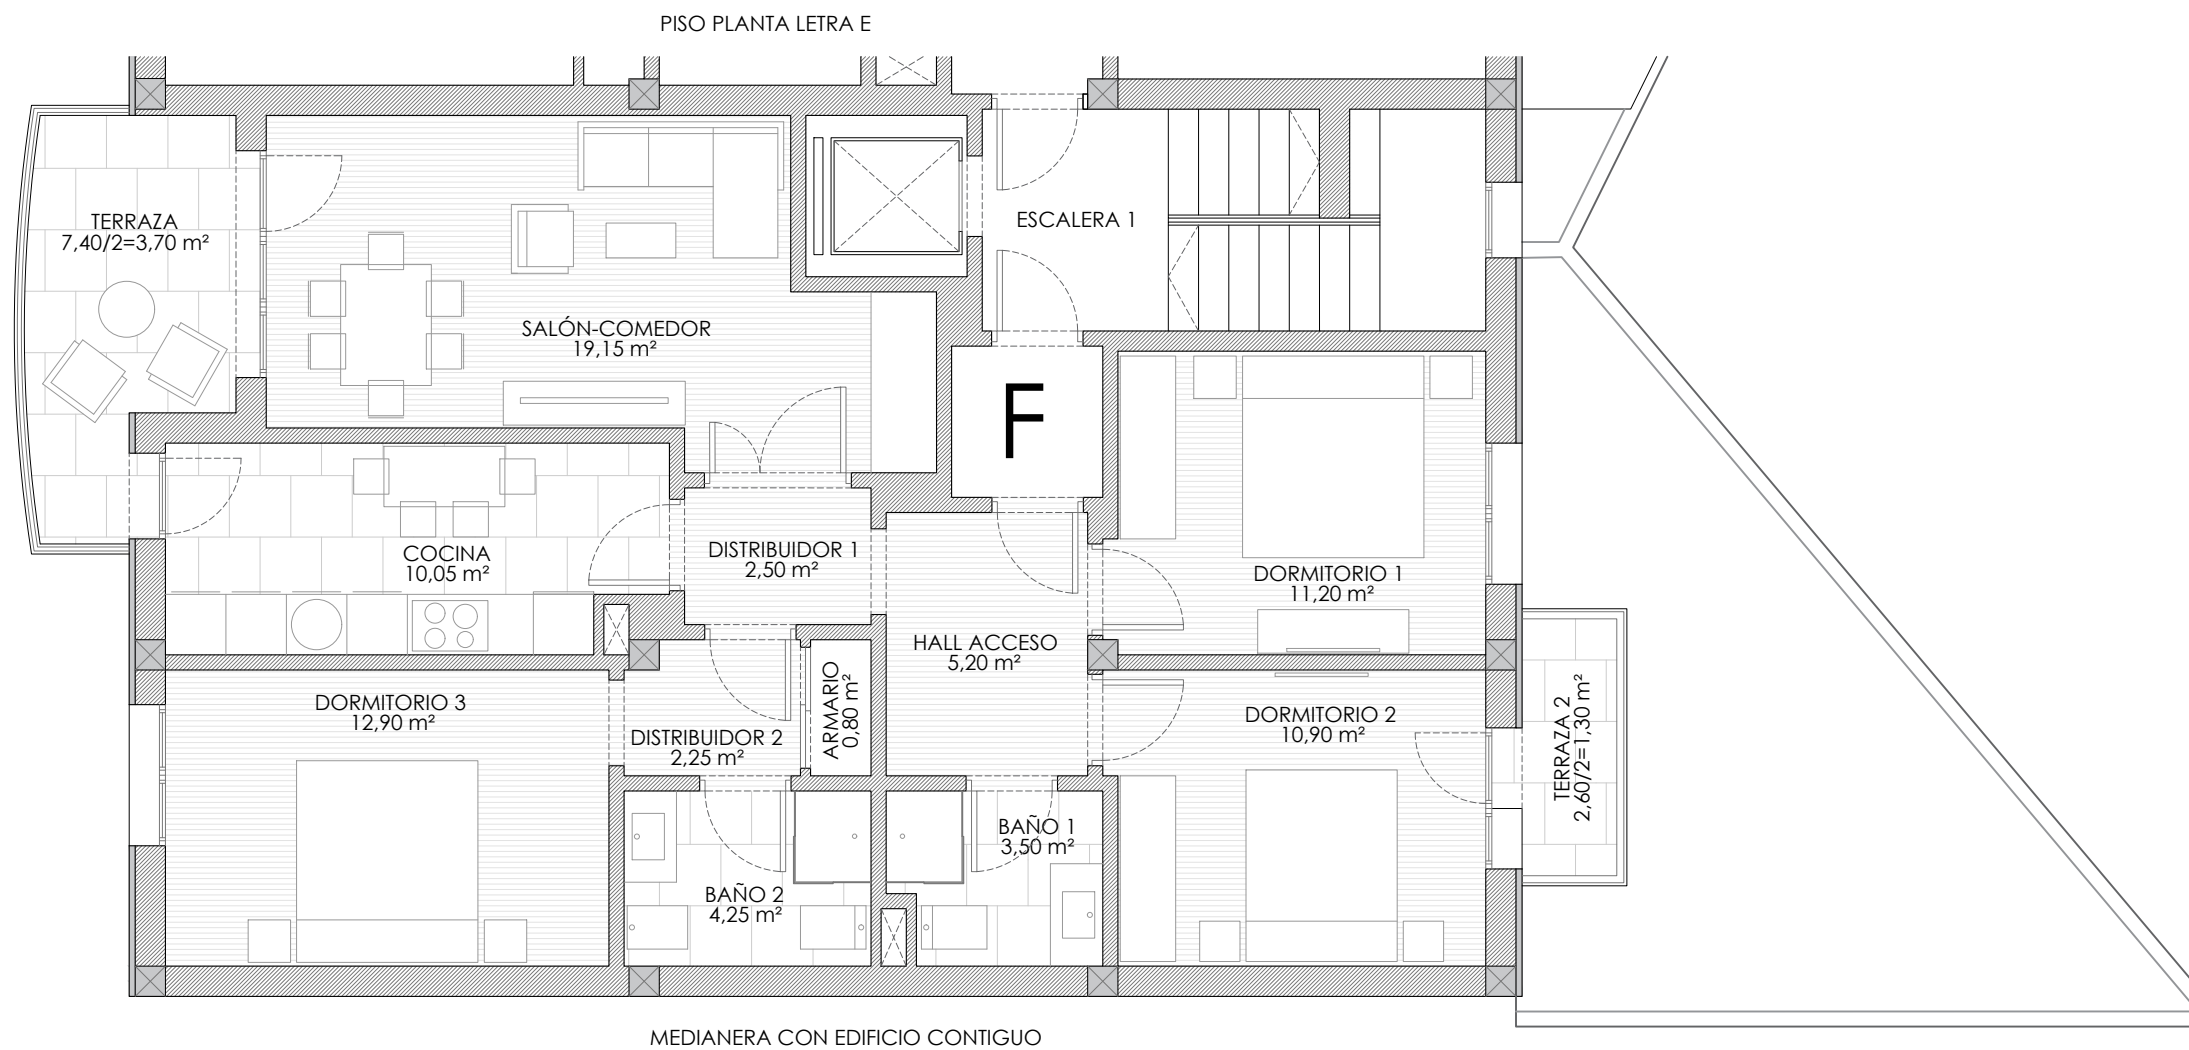 PISO PLANTA LETRA E
TERRAZA
7,40/2=3,70 m²
ESCALERA 1
SALÓN-COMEDOR
19,15 m²
F
COCINA
10,05 m²
DISTRIBUIDOR 1
2,50 m²
DORMITORIO 1
11,20 m²
HALL ACCESO
5,20 m²
DORMITORIO 3
12,90 m²
DISTRIBUIDOR 2
2,25 m²
ARMARIO
0,80 m²
DORMITORIO 2
10,90 m²
TERRAZA 2
2,60/2=1,30 m²
BAÑO 1
3,50 m²
BAÑO 2
4,25 m²
MEDIANERA CON EDIFICIO CONTIGUO